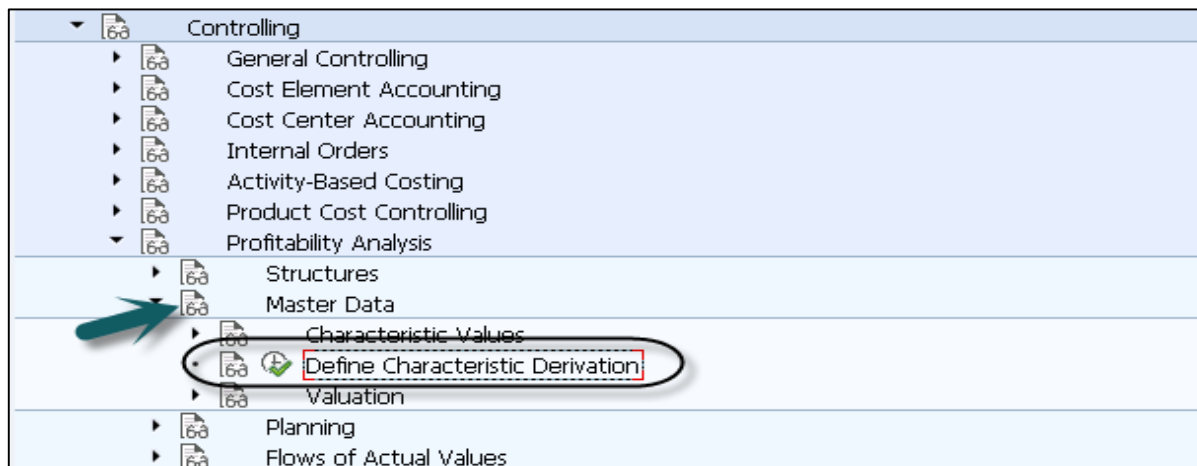 Controlling
General Controlling
Cost Element Accounting
Cost Center Accounting
Internal Orders
Activity-Based Costing
Product Cost Controlling
Profitability Analysis
Structures
Master Data
Characteristic Values
Define Characteristic Derivation
Valuation
Planning
Flows of Actual Values